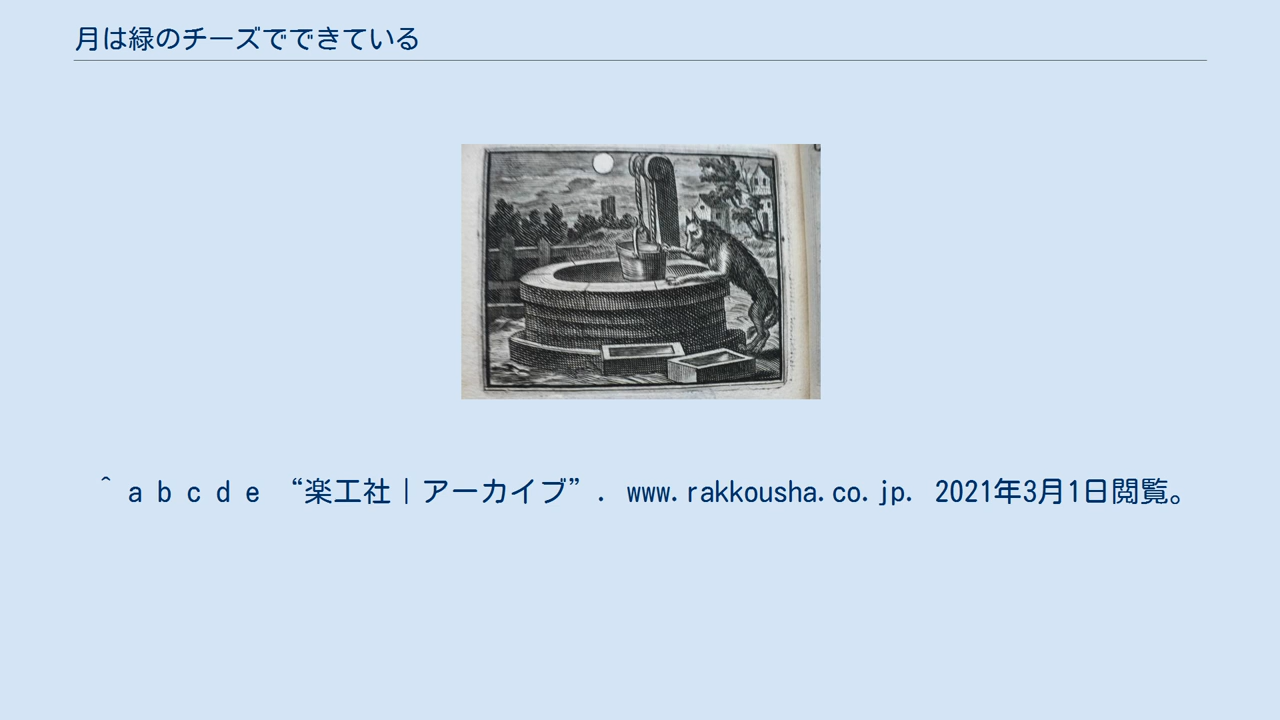 月は緑のチーズでできている
^ a b c d e “楽工社｜アーカイブ”. www.rakkousha.co.jp. 2021年3月1日閲覧。